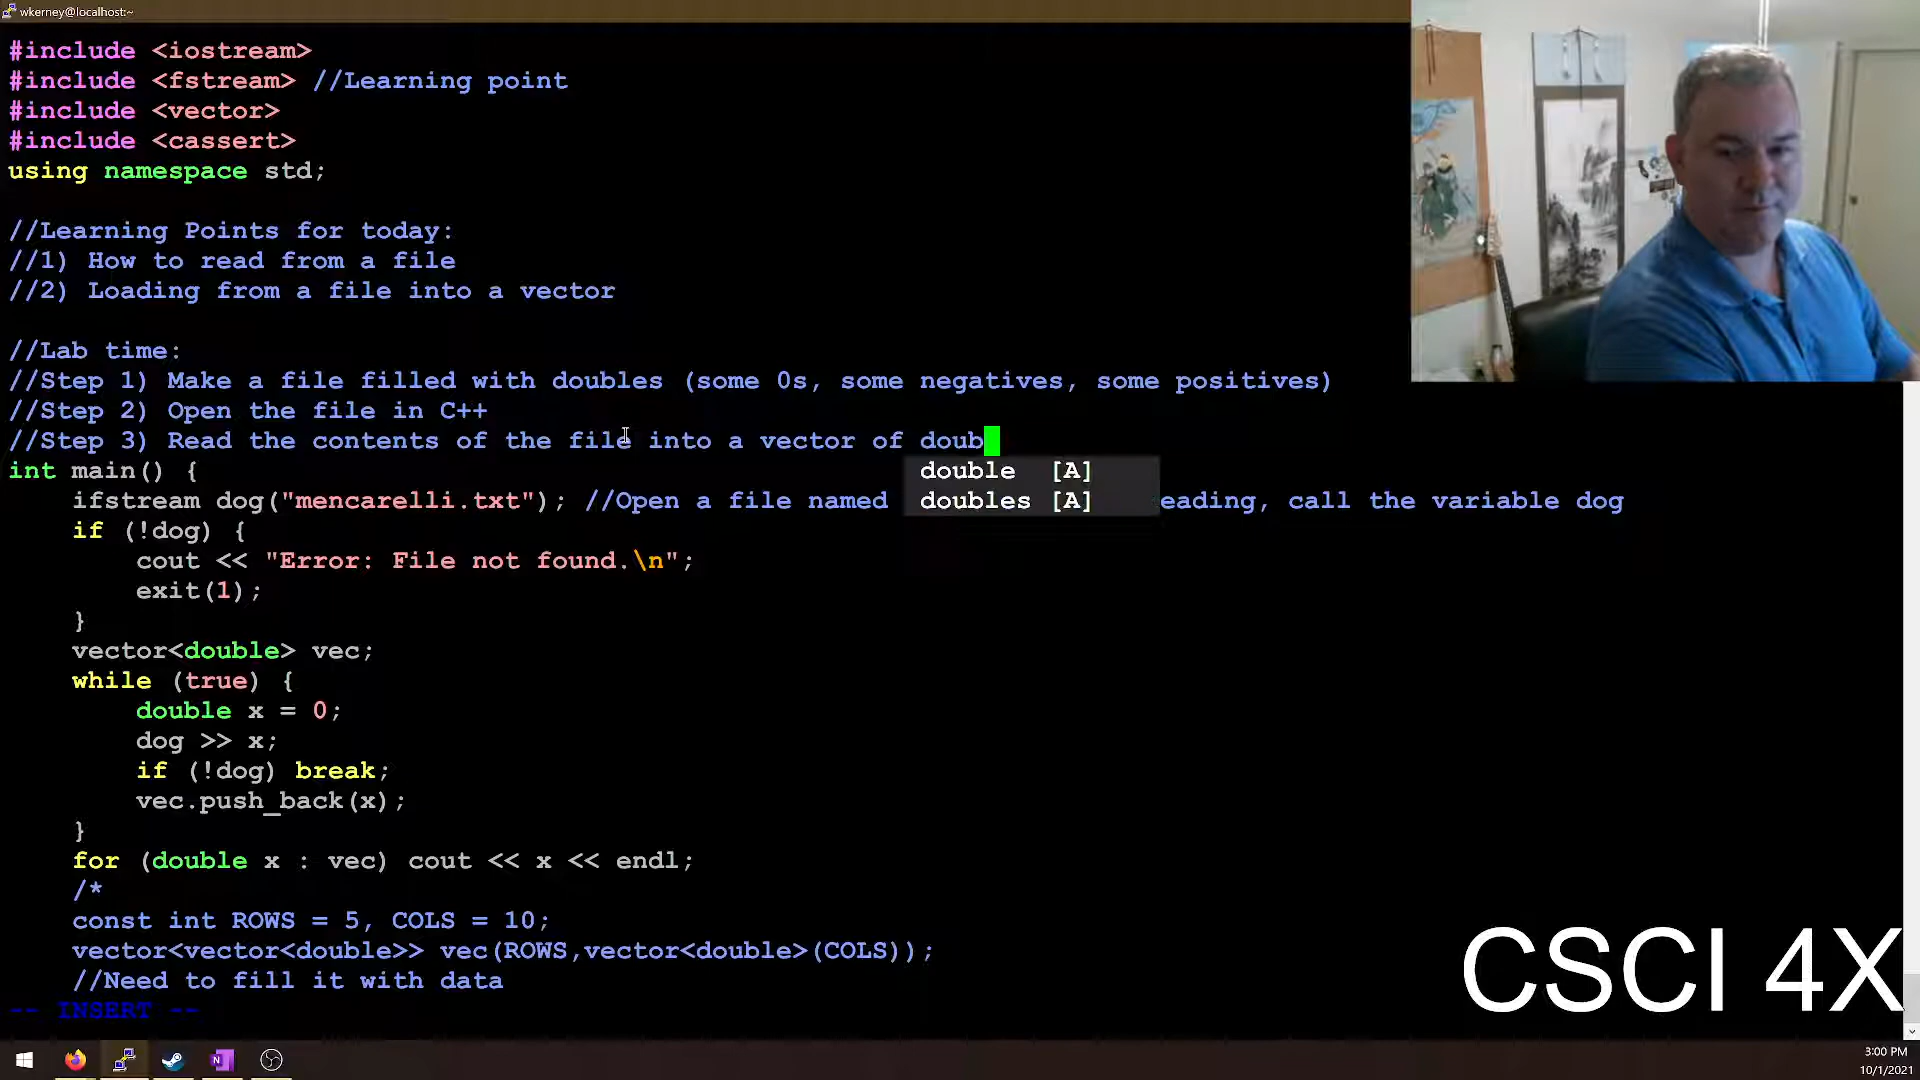 wkerney@localhost:~
#include <iostream>
#include <fstream> //Learning point
#include <vector>
#include <cassert>
using namespace std;
//Learning Points for today:
//1) How to read from a file
//2) Loading from a file into a vector
//Lab time:
//Step 1) Make a file filled with doubles (some 0s, some negatives, some positives)
//Step 2) Open the file in C++
//Step 3) Read the contents of the file into a vector of doub
int main() {
double [A]
ifstream dog("mencarelli.txt"); //Open a file named
doubles [A]
eading, call the variable dog
if (!dog) {
cout << "Error: File not found.\n";
exit(1);
}
vector<double> vec;
while (true) {
double x = 0;
dog >> x;
if (!dog) break;
vec.push_back(x);
}
for (double x : vec) cout << x << endl;
/*
const int ROWS = 5, COLS = 10;
vector<vector<double>> vec(ROWS,vector<double>(COLS));
//Need to fill it with data
-- INSERT --
CSCI 4X
N
3:00 PM
10/1/2021